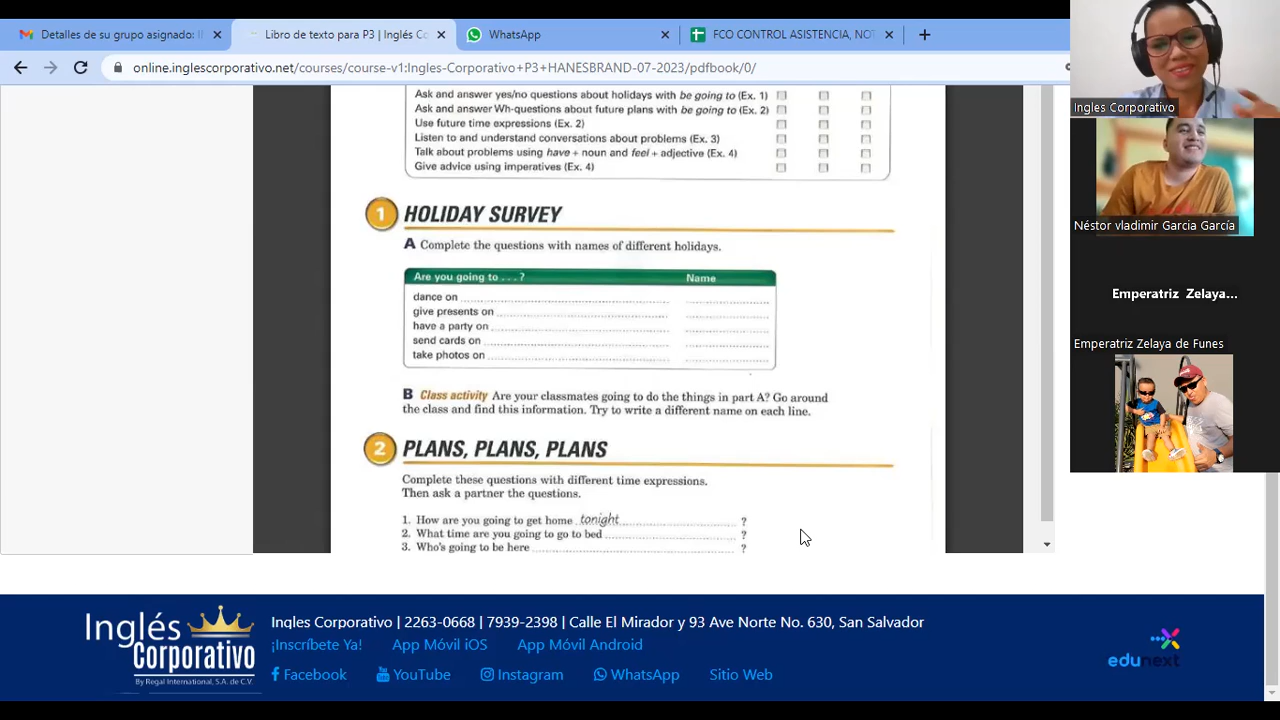 Detalles de su grupo asignado: I
Libro de texto para P3 | Inglés C
WhatsApp
FCO CONTROL ASISTENCIA, NOT
online.inglescorporativo.net/courses/course-v1:Ingles-Corporativo+P3+HANESBRAND-07-2023/pdfbook/0/
Ask and answer yes/no questions about holidays with be going to (Ex. 1)
Ask and answer Wh-questions about future plans with be going to (Ex. 2)
Use future time expressions (Ex. 2)
Listen to and understand conversations about problems (Ex. 3)
Talk about problems using have + noun and feel + adjective (Ex. 4)
Give advice using imperatives (Ex. 4)
1 HOLIDAY SURVEY
A Complete the questions with names of different holidays.
Are you going to . . . ? Name
dance on
give presents on
have a party on
send cards on
take photos on
B Class activity Are your classmates going to do the things in part A? Go around
the class and find this information. Try to write a different name on each line.
2 PLANS, PLANS, PLANS
Complete these questions with different time expressions.
Then ask a partner the questions.
1. How are you going to get home tonight ?
2. What time are you going to go to bed ?
3. Who's going to be here ?
Ingles Corporativo
Néstor vladimir Garcia García
Emperatriz Zelaya...
Emperatriz Zelaya de Funes
Inglés
Corporativo
By Regal International, S.A. de C.V.
Ingles Corporativo | 2263-0668 | 7939-2398 | Calle El Mirador y 93 Ave Norte No. 630, San Salvador
¡Inscríbete Ya! App Móvil iOS App Móvil Android
Facebook YouTube Instagram WhatsApp Sitio Web
edunext